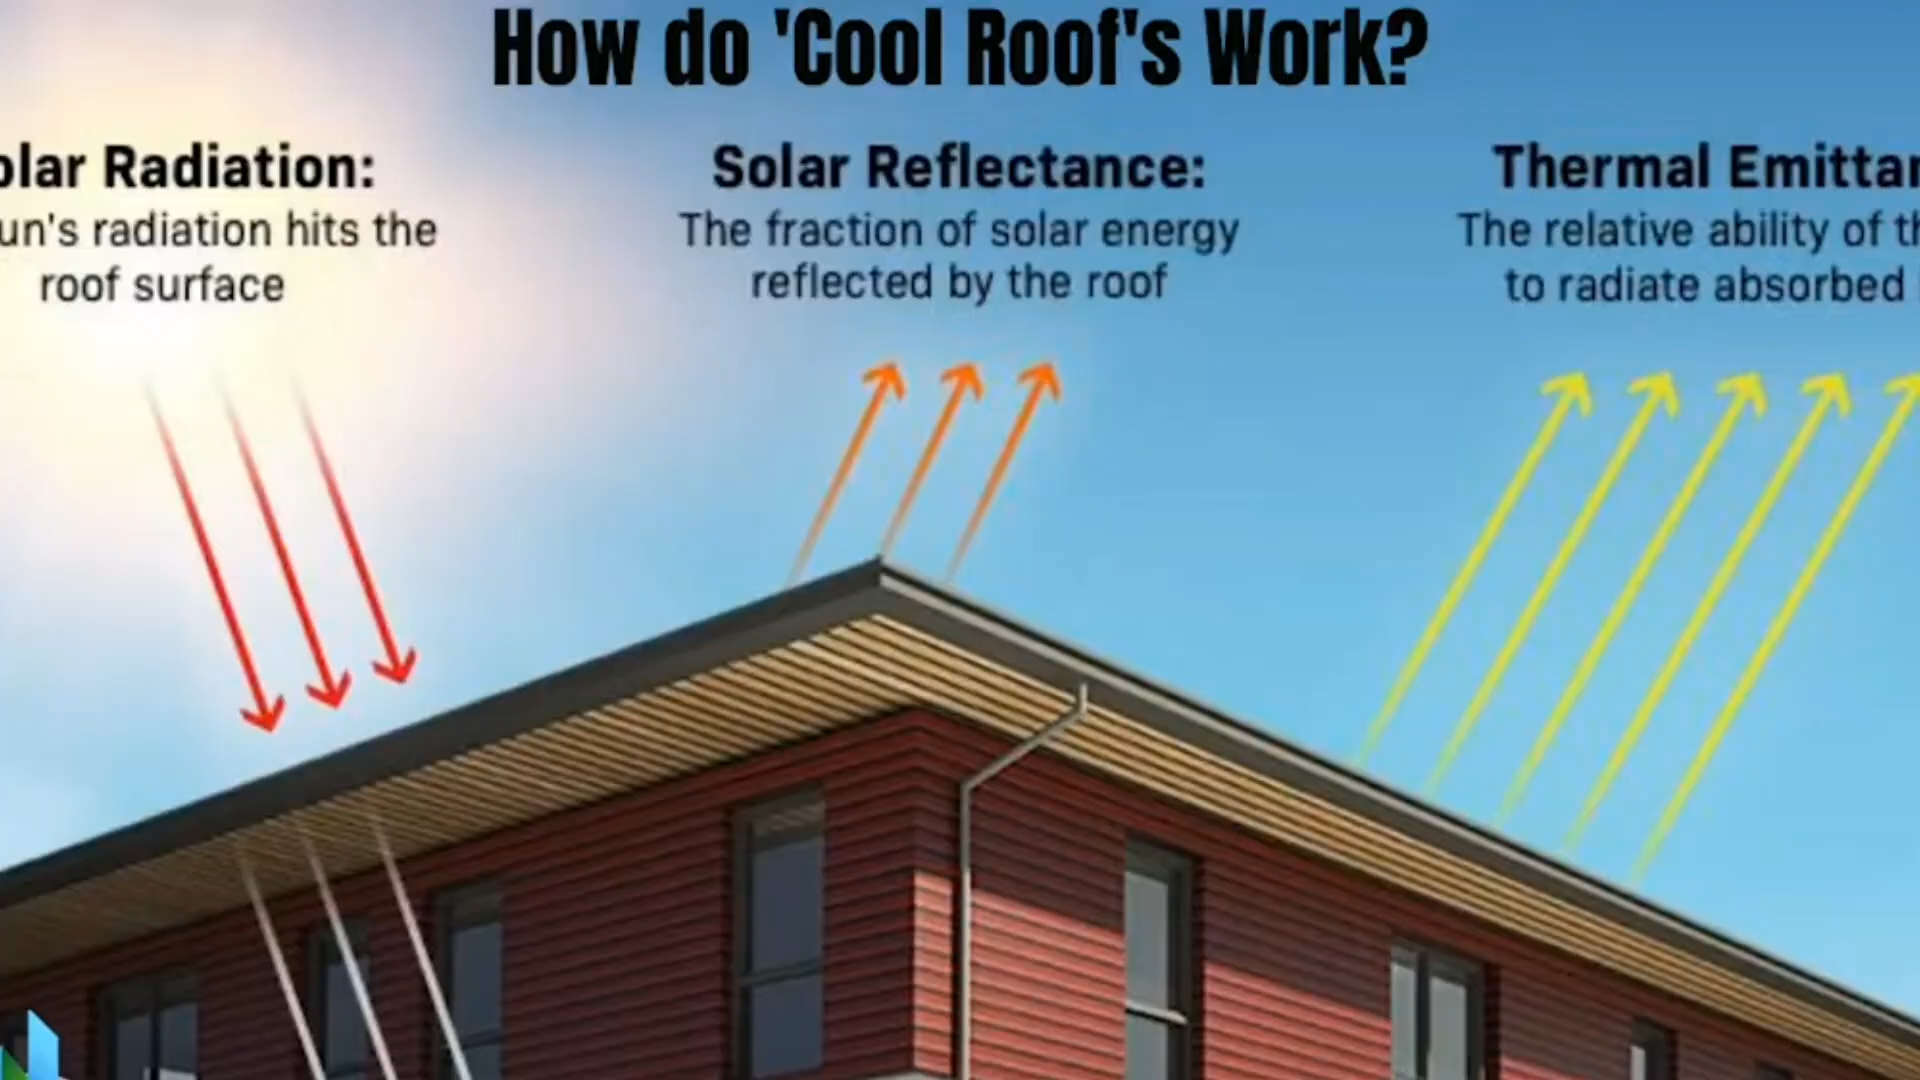 How do 'Cool Roof's Work?
olar Radiation:
un's radiation hits the
roof surface
Solar Reflectance:
The fraction of solar energy
reflected by the roof
Thermal Emittan
The relative ability of th
to radiate absorbed